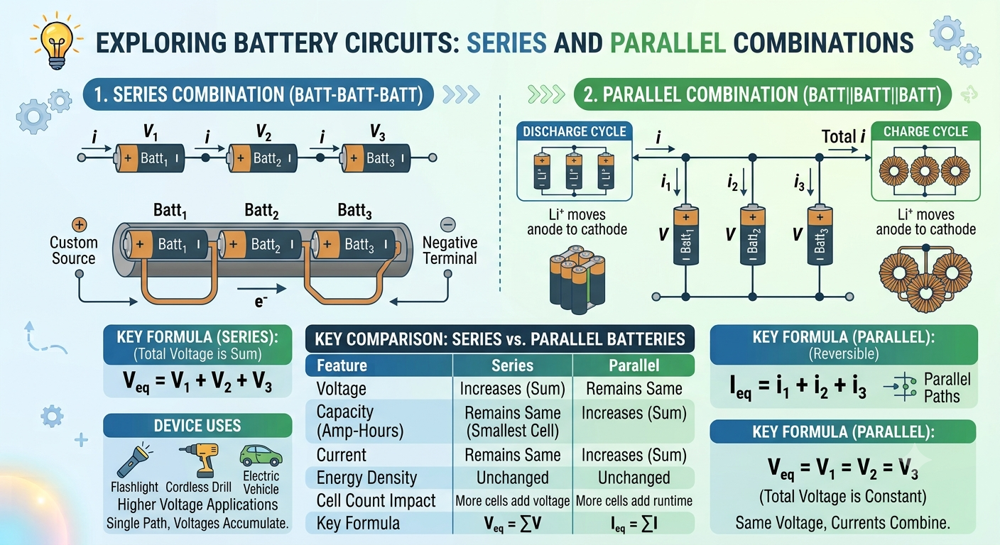 EXPLORING BATTERY CIRCUITS: SERIES AND PARALLEL COMBINATIONS
1. SERIES COMBINATION (BATT-BATT-BATT)
i V₁ i V₂ i V₃
+ Batt₁ I + Batt₂ I + Batt₃ I
Batt₁ Batt₂ Batt₃
+ Batt₁ I + Batt₂ I + Batt₃ I
+
Custom
Source
−
Negative
Terminal
e⁻
2. PARALLEL COMBINATION (BATT||BATT||BATT)
DISCHARGE CYCLE
+ + +
Li⁺ moves
anode to cathode
i
Total i
i₁ i₂ i₃
+ + +
V Batt₁ I V Batt₂ I V Batt₃ I
CHARGE CYCLE
Li⁺ moves
anode to cathode
KEY FORMULA (SERIES):
(Total Voltage is Sum)
Veq = V₁ + V₂ + V₃
DEVICE USES
Flashlight Cordless Drill Electric
Vehicle
Higher Voltage Applications
Single Path, Voltages Accumulate.
KEY COMPARISON: SERIES vs. PARALLEL BATTERIES
Feature Series Parallel
Voltage Increases (Sum) Remains Same
Capacity Remains Same Increases (Sum)
(Amp-Hours) (Smallest Cell)
Current Remains Same Increases (Sum)
Energy Density Unchanged Unchanged
Cell Count Impact More cells add voltage More cells add runtime
Key Formula Veq = ∑V Ieq = ∑I
KEY FORMULA (PARALLEL):
(Reversible)
Ieq = i₁ + i₂ + i₃
Parallel
Paths
KEY FORMULA (PARALLEL):
Veq = V₁ = V₂ = V₃
(Total Voltage is Constant)
Same Voltage, Currents Combine.